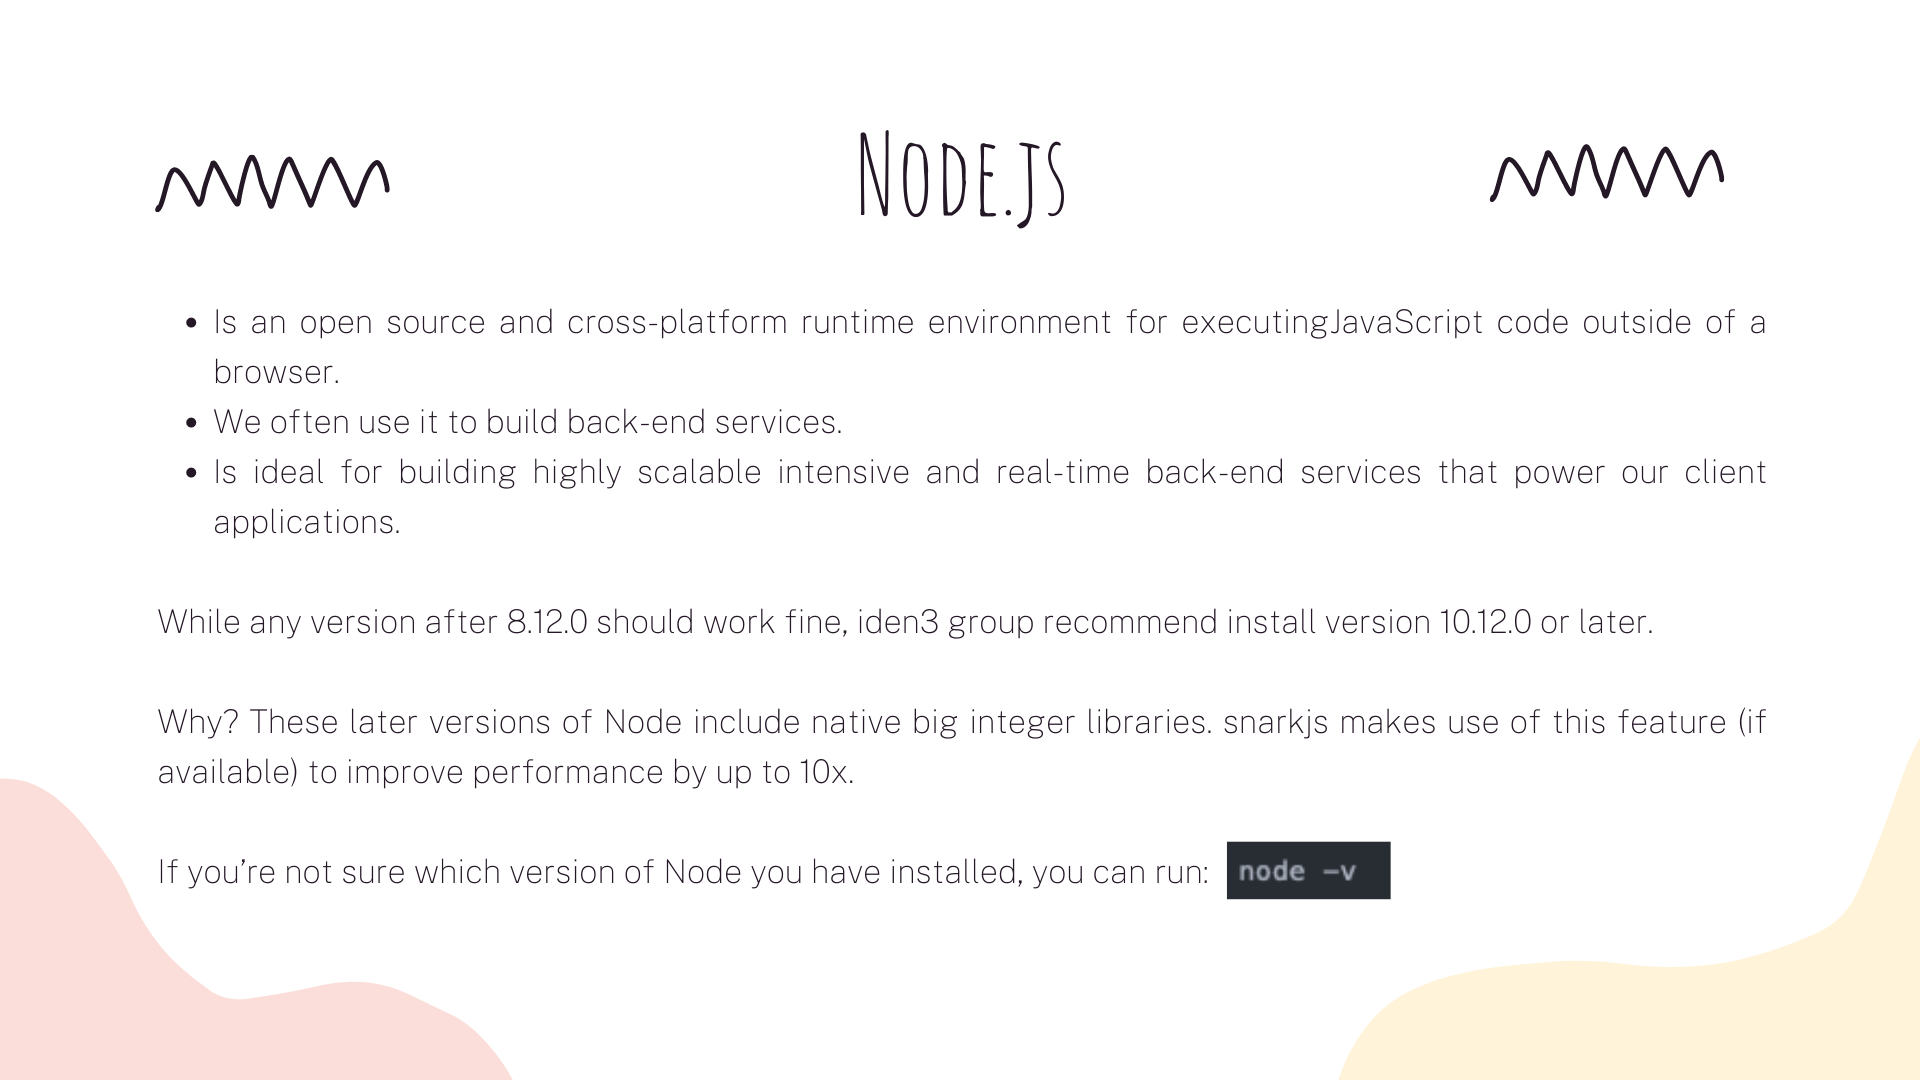 Node.js
• Is an open source and cross-platform runtime environment for executingJavaScript code outside of a
browser.
• We often use it to build back-end services.
• Is ideal for building highly scalable intensive and real-time back-end services that power our client
applications.
While any version after 8.12.0 should work fine, iden3 group recommend install version 10.12.0 or later.
Why? These later versions of Node include native big integer libraries. snarkjs makes use of this feature (if
available) to improve performance by up to 10x.
If you’re not sure which version of Node you have installed, you can run: node -v